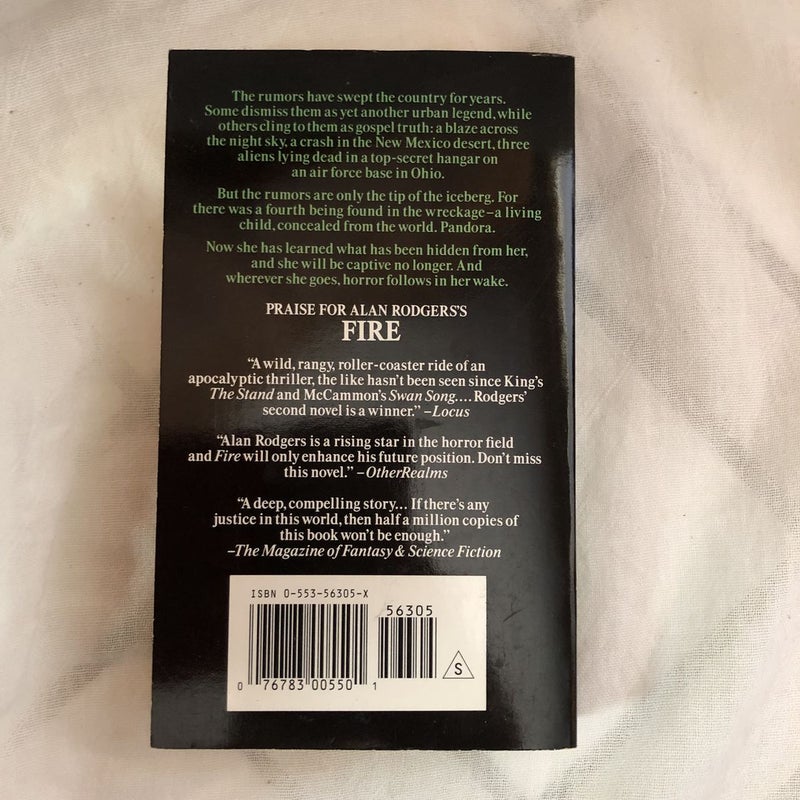 The rumors have swept the country for years.
Some dismiss them as yet another urban legend, while
others cling to them as gospel truth: a blaze across
the night sky, a crash in the New Mexico desert, three
aliens lying dead in a top-secret hangar on
an air force base in Ohio.
But the rumors are only the tip of the iceberg. For
there was a fourth being found in the wreckage–a living
child, concealed from the world. Pandora.
Now she has learned what has been hidden from her,
and she will be captive no longer. And
wherever she goes, horror follows in her wake.
PRAISE FOR ALAN RODGERS'S
FIRE
“A wild, rangy, roller-coaster ride of an
apocalyptic thriller, the like hasn't been seen since King's
The Stand and McCammon's Swan Song.... Rodgers'
second novel is a winner.” –Locus
“Alan Rodgers is a rising star in the horror field
and Fire will only enhance his future position. Don't miss
this novel.” –OtherRealms
“A deep, compelling story... If there's any
justice in this world, then half a million copies of
this book won't be enough.”
–The Magazine of Fantasy & Science Fiction
ISBN 0-553-56305-X
56305
S
0 76783 00550 1